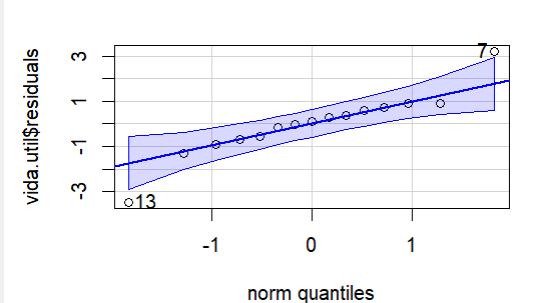 7
3
1
-1
-3
vida.util$residuals
13
-1 0 1
norm quantiles